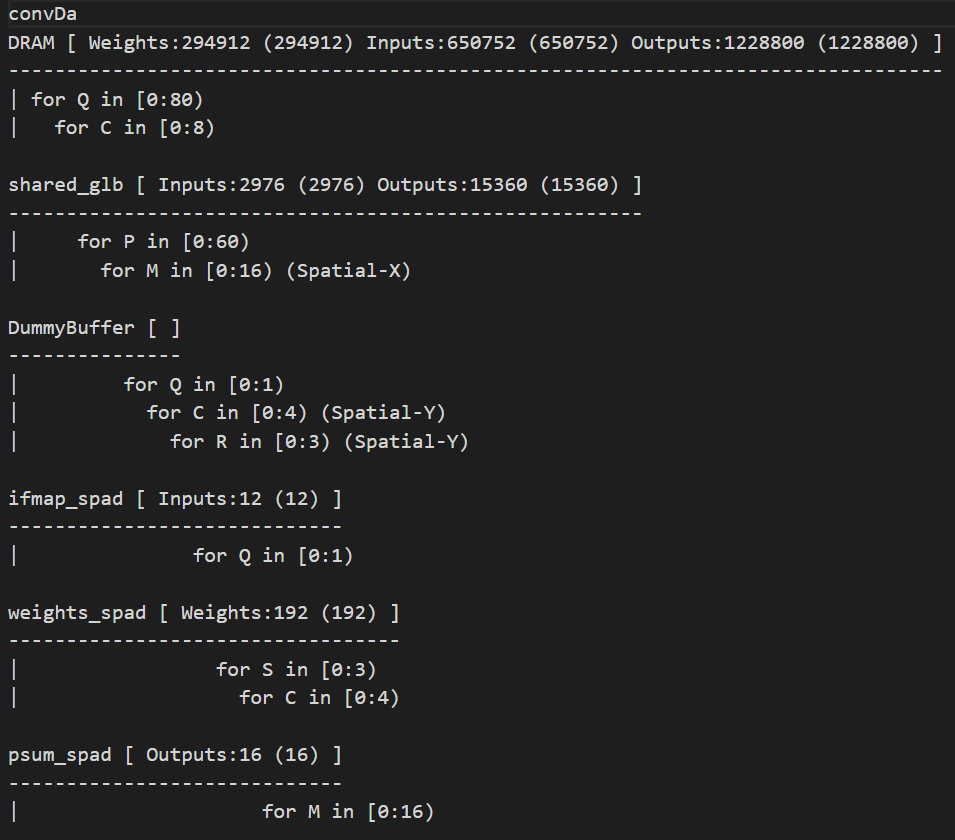 convDa
DRAM [ Weights:294912 (294912) Inputs:650752 (650752) Outputs:1228800 (1228800) ]
---------------------------------------------------------------------------------
| for Q in [0:80)
|   for C in [0:8)

shared_glb [ Inputs:2976 (2976) Outputs:15360 (15360) ]
-------------------------------------------------------
|     for P in [0:60)
|       for M in [0:16) (Spatial-X)

DummyBuffer [ ]
---------------
|         for Q in [0:1)
|           for C in [0:4) (Spatial-Y)
|             for R in [0:3) (Spatial-Y)

ifmap_spad [ Inputs:12 (12) ]
-----------------------------
|               for Q in [0:1)

weights_spad [ Weights:192 (192) ]
----------------------------------
|                 for S in [0:3)
|                   for C in [0:4)

psum_spad [ Outputs:16 (16) ]
-----------------------------
|                     for M in [0:16)